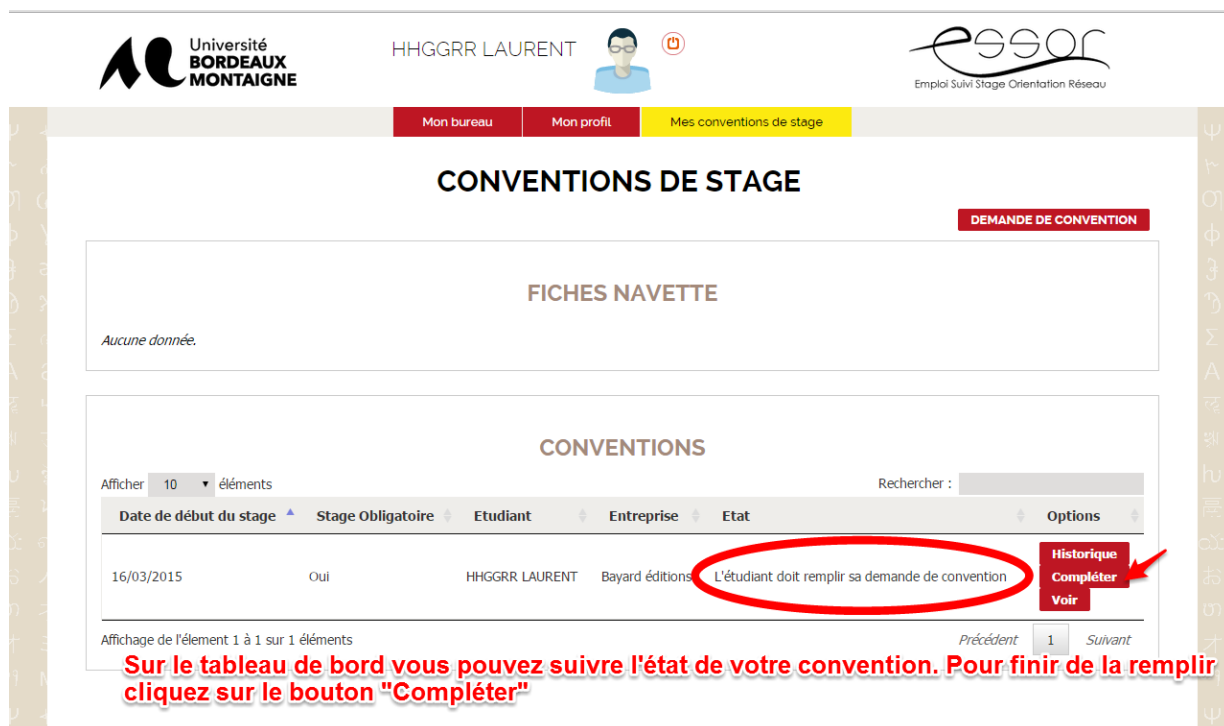 Université
BORDEAUX
MONTAIGNE
HHGGRR LAURENT
essor
Emploi Suivi Stage Orientation Réseau
Mon bureau Mon profil Mes conventions de stage
CONVENTIONS DE STAGE
DEMANDE DE CONVENTION
FICHES NAVETTE
Aucune donnée.
CONVENTIONS
Afficher 10 éléments Rechercher :
Date de début du stage Stage Obligatoire Etudiant Entreprise Etat Options
Historique
16/03/2015 Oui HHGGRR LAURENT Bayard éditions L'étudiant doit remplir sa demande de convention Compléter
Voir
Affichage de l'élement 1 à 1 sur 1 éléments Précédent 1 Suivant
Sur le tableau de bord vous pouvez suivre l'état de votre convention. Pour finir de la remplir
cliquez sur le bouton "Compléter"